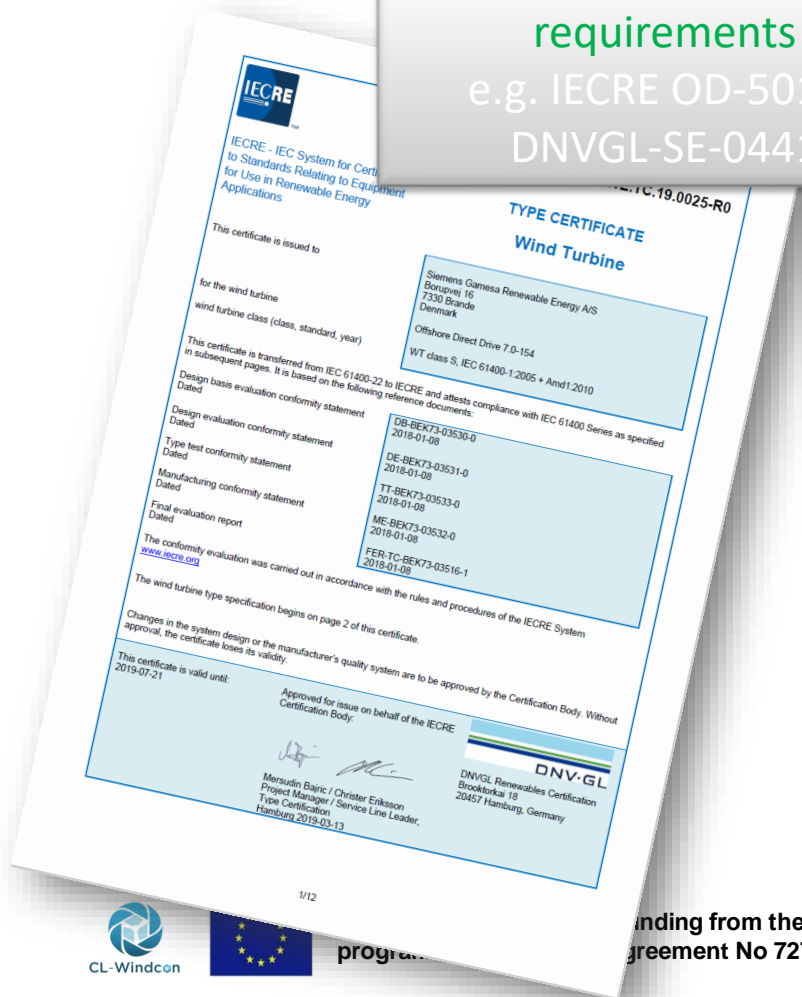 requirements
e.g. IECRE OD-501
DNVGL-SE-0441
IECRE
IECRE - IEC System for Certi
to Standards Relating to Equipment
for Use in Renewable Energy
Applications
.TC.19.0025-R0
TYPE CERTIFICATE
Wind Turbine
This certificate is issued to
Siemens Gamesa Renewable Energy A/S
Borupvej 16
7330 Brande
Denmark
for the wind turbine
Offshore Direct Drive 7.0-154
wind turbine class (class, standard, year)
WT class S, IEC 61400-1:2005 + Amd1:2010
This certificate is transferred from IEC 61400-22 to IECRE and attests compliance with IEC 61400 Series as specified
in subsequent pages. It is based on the following reference documents:
Design basis evaluation conformity statement
Dated
DB-BEK73-03530-0
2018-01-08
Design evaluation conformity statement
Dated
DE-BEK73-03531-0
2018-01-08
Type test conformity statement
Dated
TT-BEK73-03533-0
2018-01-08
Manufacturing conformity statement
Dated
ME-BEK73-03532-0
2018-01-08
Final evaluation report
Dated
FER-TC-BEK73-03516-1
2018-01-08
The conformity evaluation was carried out in accordance with the rules and procedures of the IECRE System
www.iecre.org
The wind turbine type specification begins on page 2 of this certificate.
Changes in the system design or the manufacturer's quality system are to be approved by the Certification Body. Without
approval, the certificate loses its validity.
This certificate is valid until:
2019-07-21
Approved for issue on behalf of the IECRE
Certification Body:
Mersudin Bajric / Christer Eriksson
Project Manager / Service Line Leader,
Type Certification
Hamburg 2019-03-13
DNV·GL
DNVGL Renewables Certification
Brooktorkai 18
20457 Hamburg, Germany
1/12
CL-Windcon
nding from the
progra
greement No 727